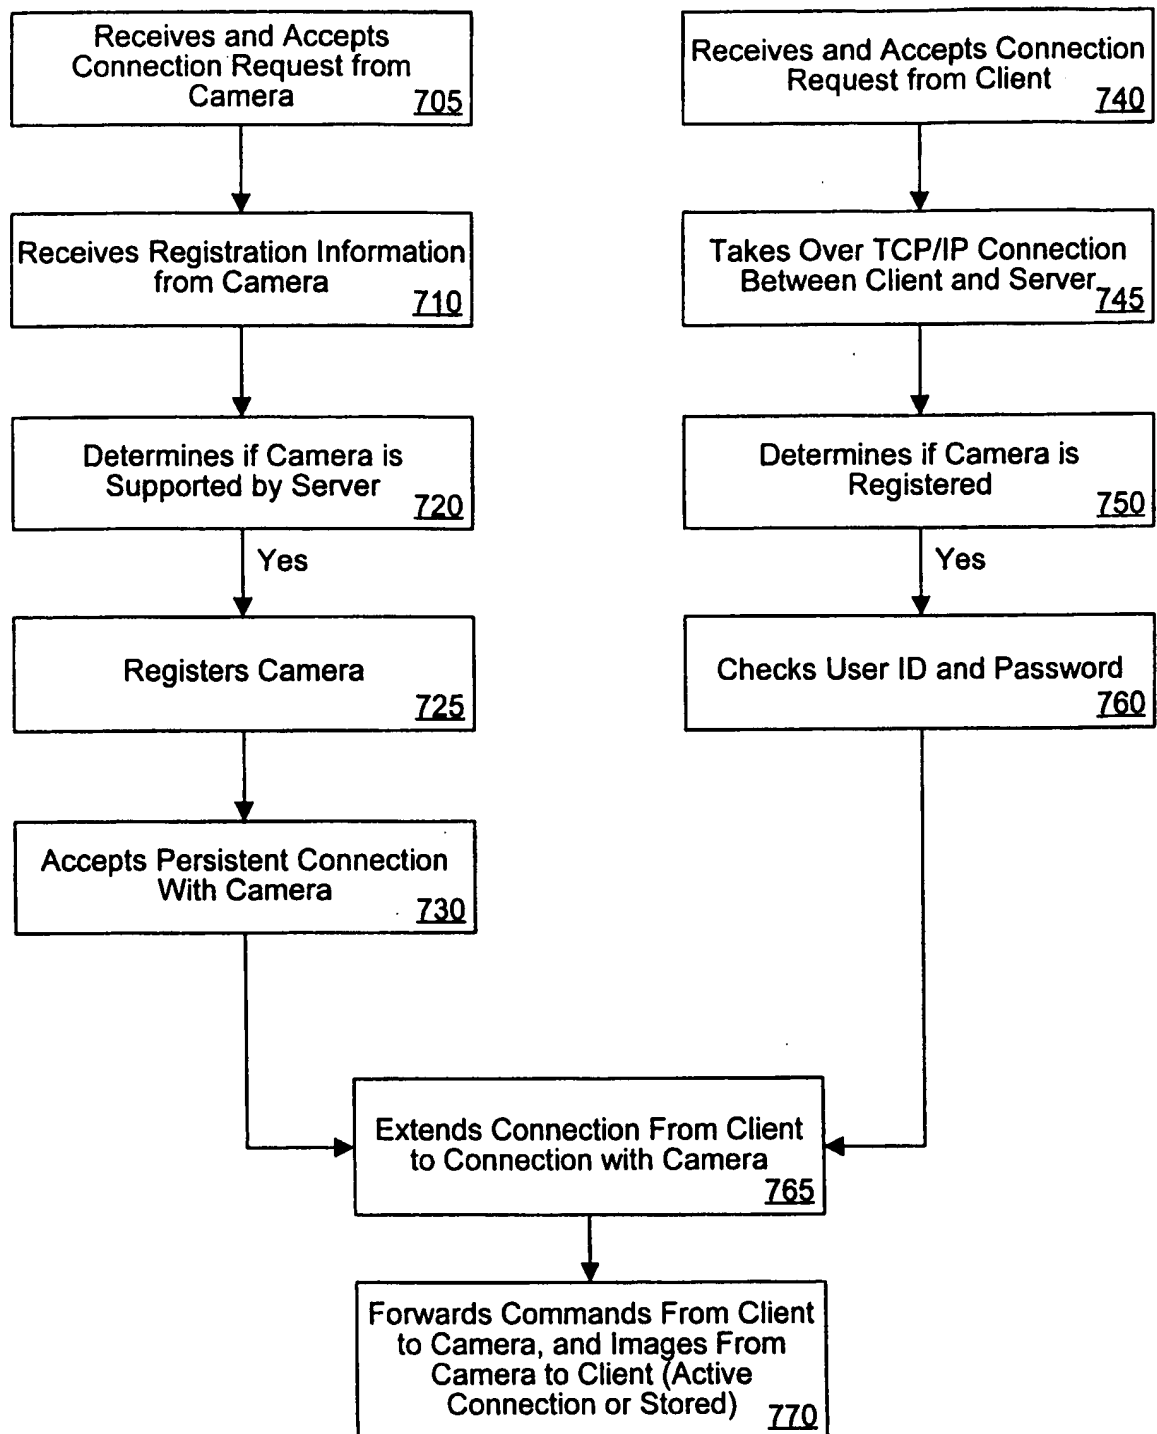 Receives and Accepts
Connection Request from
Camera
705
Receives Registration Information
from Camera
710
Determines if Camera is
Supported by Server
720
Yes
Registers Camera
725
Accepts Persistent Connection
With Camera
730
Receives and Accepts Connection
Request from Client
740
Takes Over TCP/IP Connection
Between Client and Server
745
Determines if Camera is
Registered
750
Yes
Checks User ID and Password
760
Extends Connection From Client
to Connection with Camera
765
Forwards Commands From Client
to Camera, and Images From
Camera to Client (Active
Connection or Stored)
770